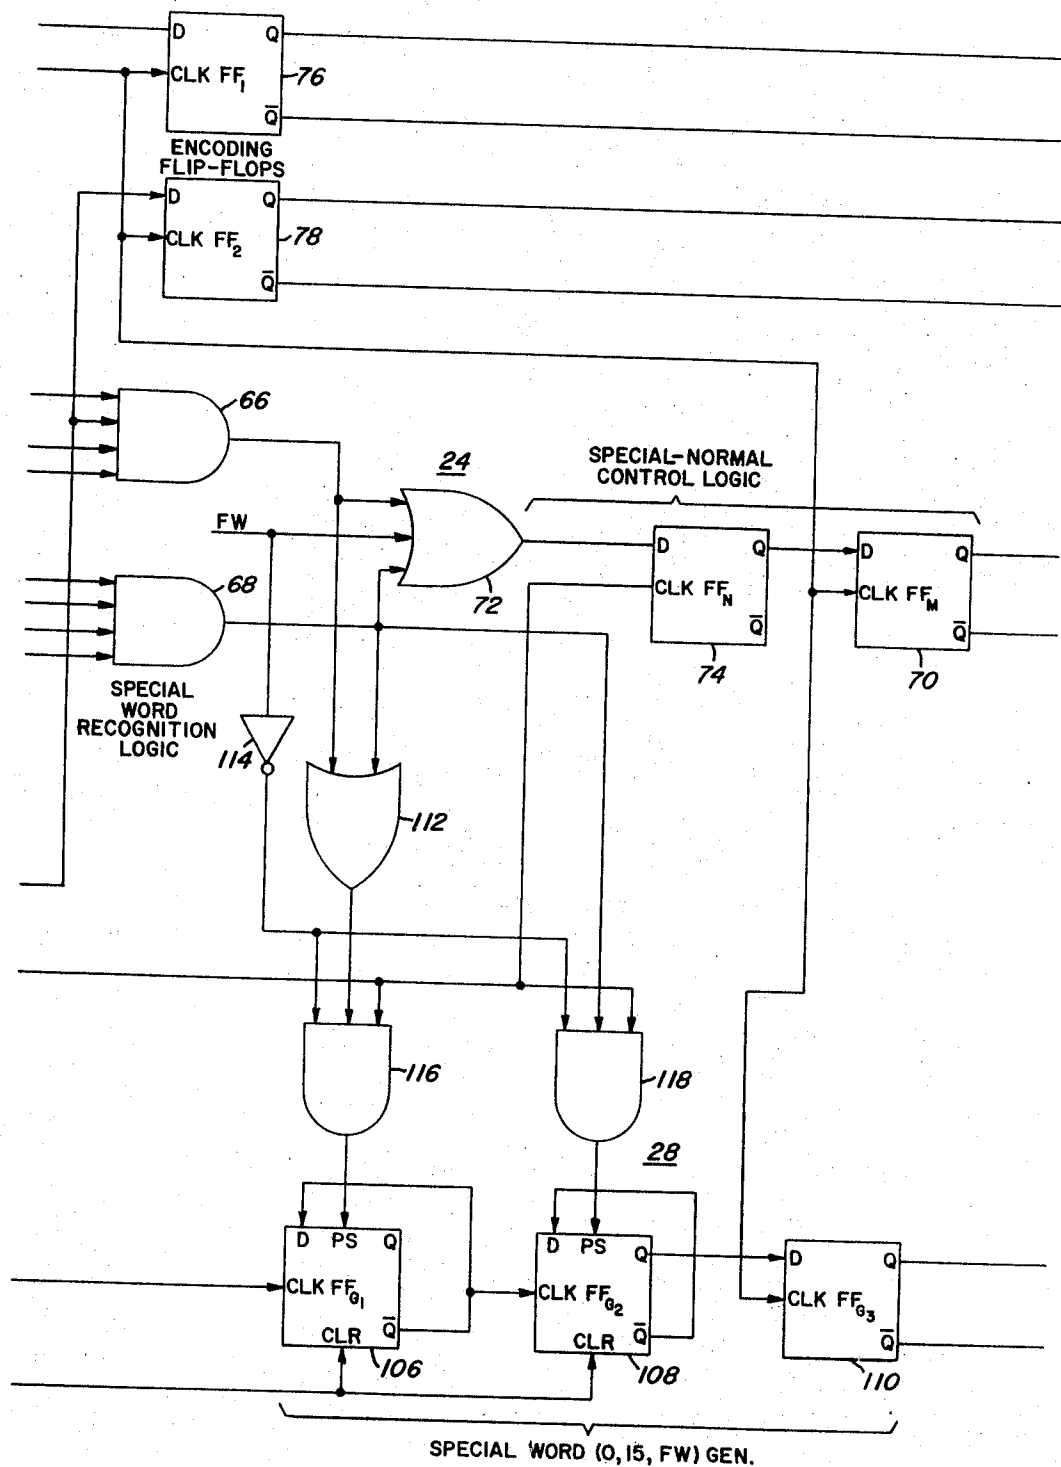 D Q
CLK FF1 76
Q̅
ENCODING
FLIP-FLOPS
D Q
CLK FF2 78
Q̅
66
24
SPECIAL-NORMAL
CONTROL LOGIC
FW
68
72
D Q
CLK FFN
Q̅
74
D Q
CLK FFM
Q̅
70
SPECIAL
WORD
RECOGNITION
LOGIC
114
112
116
118
28
D PS Q
CLK FFG1
CLR Q̅
106
D PS Q
CLK FFG2
CLR Q̅
108
D Q
CLK FFG3
Q̅
110
SPECIAL WORD (0,15, FW) GEN.